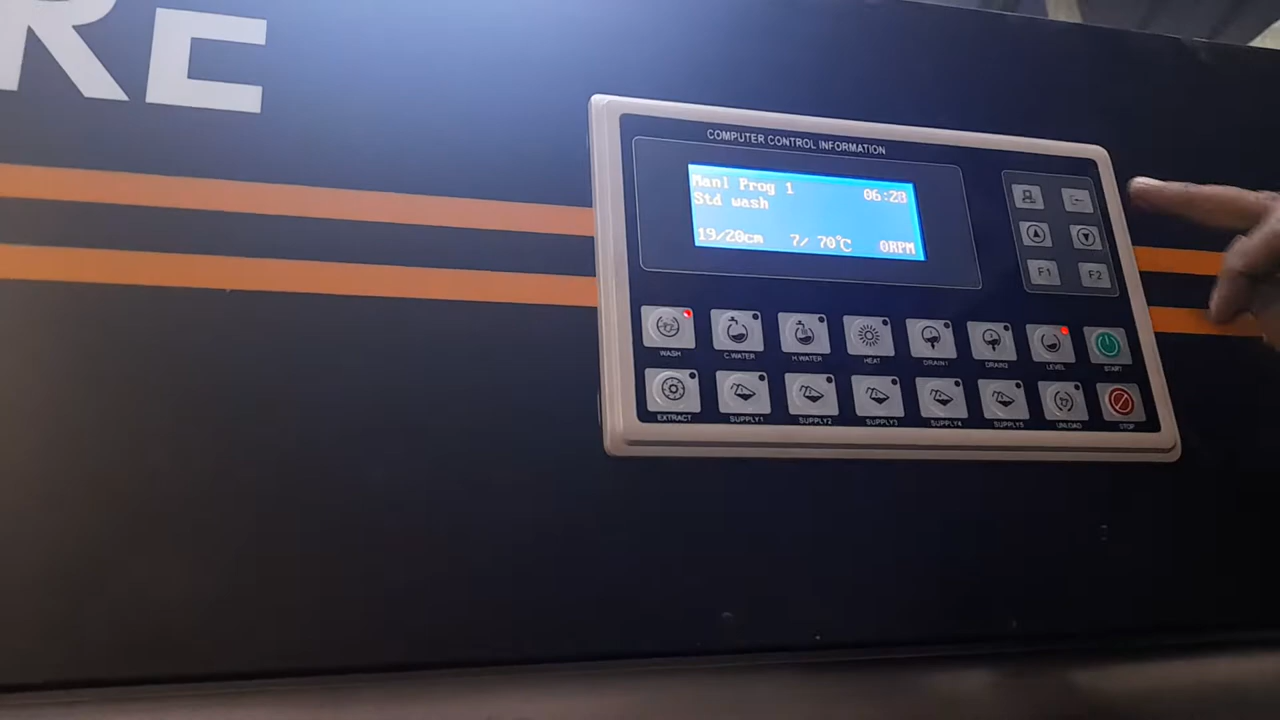 RE
COMPUTER CONTROL INFORMATION
Manl Prog 1 06:28
Std wash
19/20cm 7/ 70℃ 0RPM
F1 F2
WASH C.WATER H.WATER HEAT DRAIN1 DRAIN2 LEVEL START
EXTRACT SUPPLY1 SUPPLY2 SUPPLY3 SUPPLY4 SUPPLY5 UNLOAD STOP